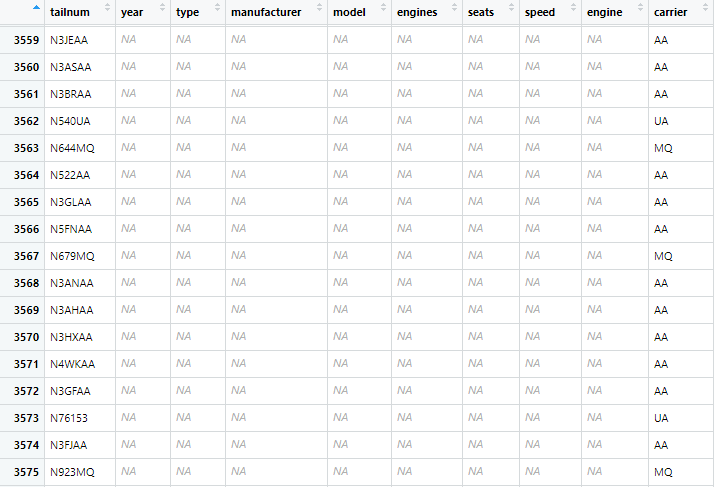 tailnum year type manufacturer model engines seats speed engine carrier
3559 N3JEAA NA NA NA NA NA NA NA NA AA
3560 N3ASAA NA NA NA NA NA NA NA NA AA
3561 N3BRAA NA NA NA NA NA NA NA NA AA
3562 N540UA NA NA NA NA NA NA NA NA UA
3563 N644MQ NA NA NA NA NA NA NA NA MQ
3564 N522AA NA NA NA NA NA NA NA NA AA
3565 N3GLAA NA NA NA NA NA NA NA NA AA
3566 N5FNAA NA NA NA NA NA NA NA NA AA
3567 N679MQ NA NA NA NA NA NA NA NA MQ
3568 N3ANAA NA NA NA NA NA NA NA NA AA
3569 N3AHAA NA NA NA NA NA NA NA NA AA
3570 N3HXAA NA NA NA NA NA NA NA NA AA
3571 N4WKAA NA NA NA NA NA NA NA NA AA
3572 N3GFAA NA NA NA NA NA NA NA NA AA
3573 N76153 NA NA NA NA NA NA NA NA UA
3574 N3FJAA NA NA NA NA NA NA NA NA AA
3575 N923MQ NA NA NA NA NA NA NA NA MQ